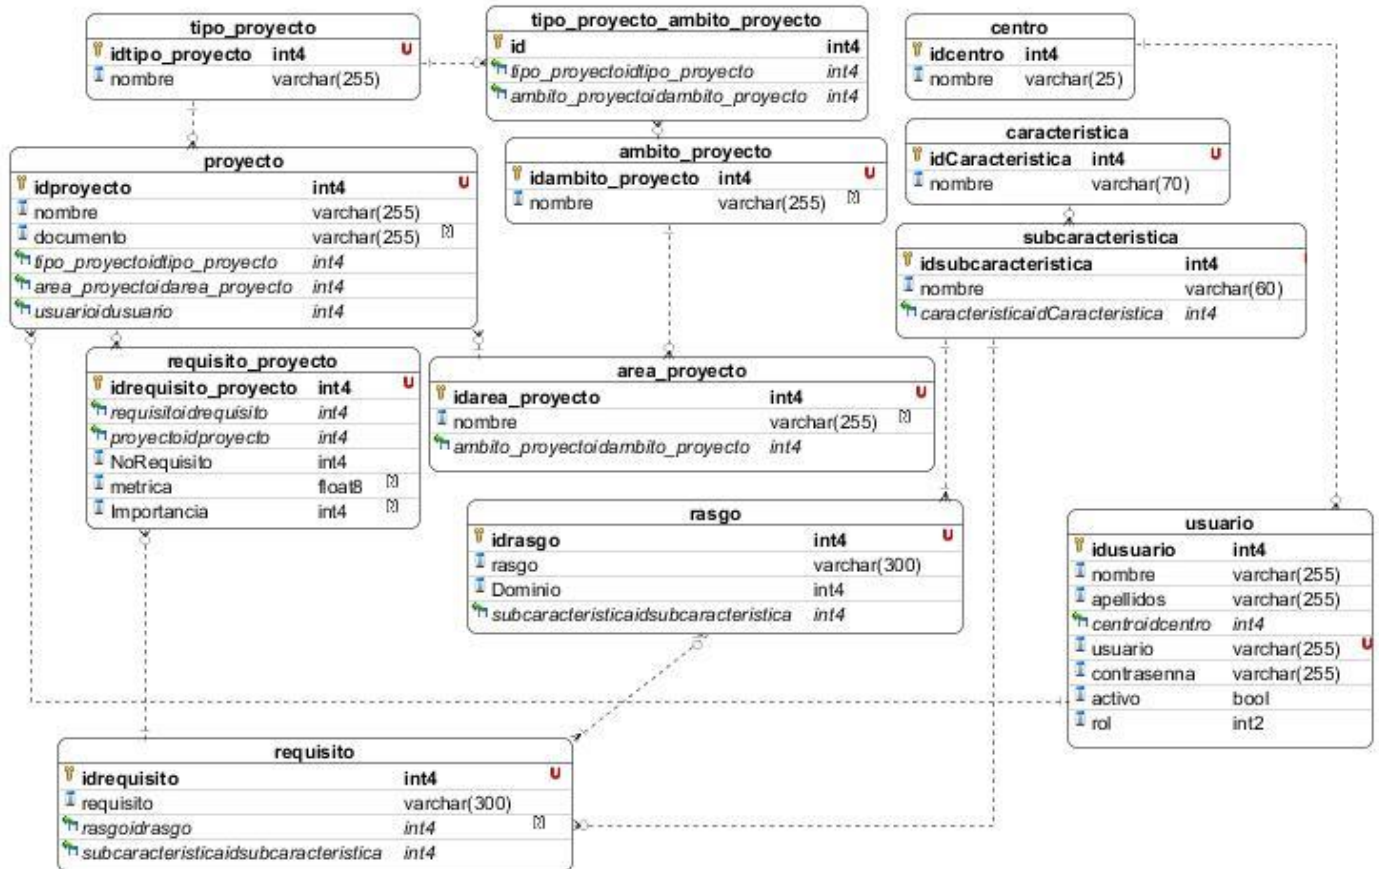 tipo_proyecto
idtipo_proyecto int4 U
nombre varchar(255)
tipo_proyecto_ambito_proyecto
id int4
tipo_proyectoidtipo_proyecto int4
ambito_proyectoidambito_proyecto int4
centro
idcentro int4
nombre varchar(25)
caracteristica
idCaracteristica int4 U
nombre varchar(70)
proyecto
idproyecto int4 U
nombre varchar(255)
documento varchar(255) [?]
tipo_proyectoidtipo_proyecto int4
area_proyectoidarea_proyecto int4
usuarioidusuario int4
ambito_proyecto
idambito_proyecto int4 U
nombre varchar(255) [?]
subcaracteristica
idsubcaracteristica int4
nombre varchar(60)
caracteristicaidCaracteristica int4
requisito_proyecto
idrequisito_proyecto int4 U
requisitoidrequisito int4
proyectoidproyecto int4
NoRequisito int4
metrica float8 [?]
Importancia int4 [?]
area_proyecto
idarea_proyecto int4 U
nombre varchar(255) [?]
ambito_proyectoidambito_proyecto int4
rasgo
idrasgo int4 U
rasgo varchar(300)
Dominio int4
subcaracteristicaidsubcaracteristica int4
usuario
idusuario int4
nombre varchar(255)
apellidos varchar(255)
centroidcentro int4
usuario varchar(255) U
contrasenna varchar(255)
activo bool
rol int2
requisito
idrequisito int4 U
requisito varchar(300)
rasgoidrasgo int4 [?]
subcaracteristicaidsubcaracteristica int4